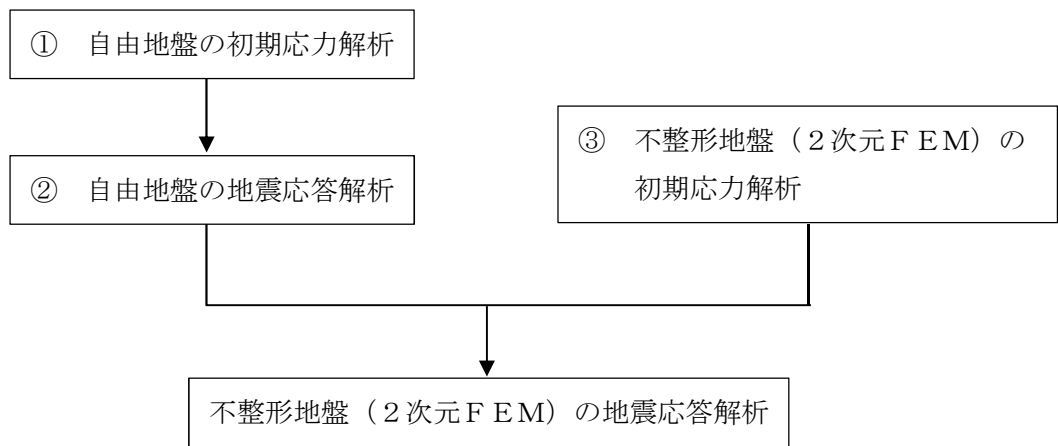 ① 自由地盤の初期応力解析
② 自由地盤の地震応答解析
③ 不整形地盤（２次元ＦＥＭ）の
初期応力解析
不整形地盤（２次元ＦＥＭ）の地震応答解析